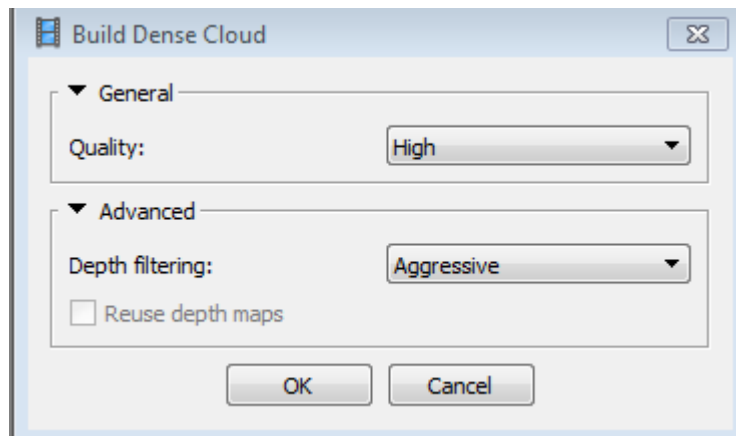 Build Dense Cloud
General
Quality: High
Advanced
Depth filtering: Aggressive
Reuse depth maps
OK Cancel